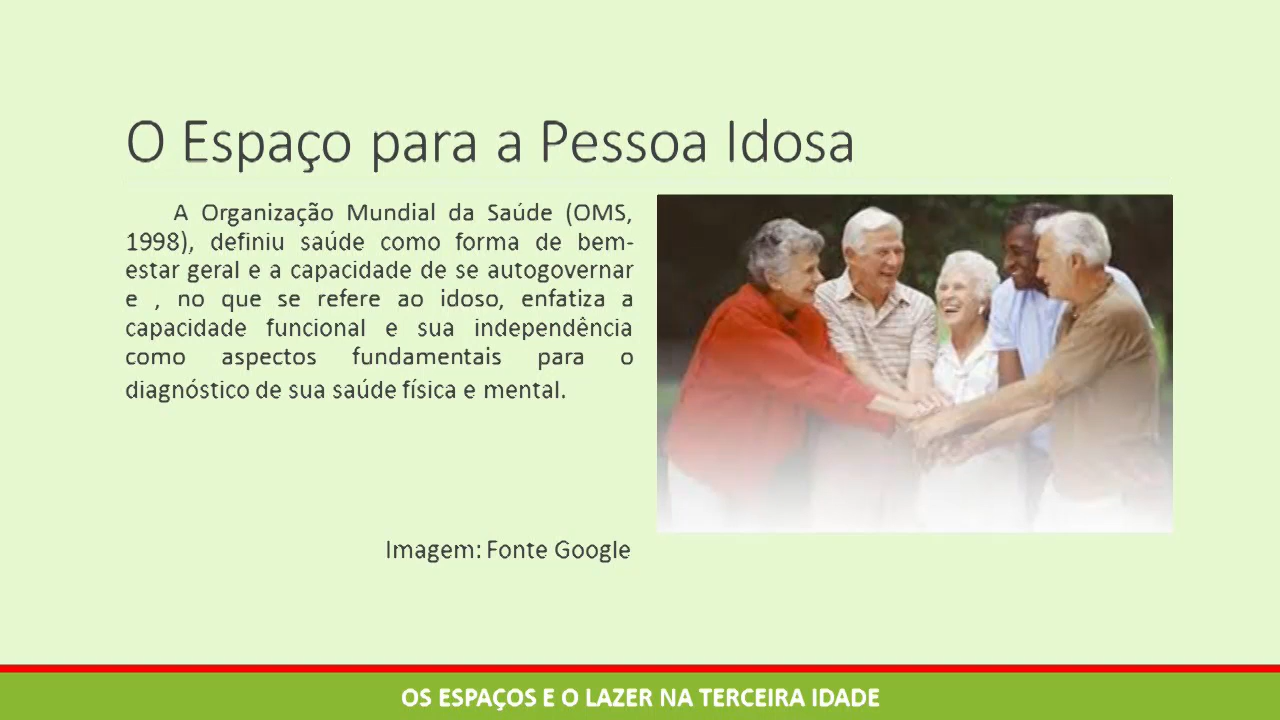 O Espaço para a Pessoa Idosa
A Organização Mundial da Saúde (OMS,
1998), definiu saúde como forma de bem-
estar geral e a capacidade de se autogovernar
e , no que se refere ao idoso, enfatiza a
capacidade funcional e sua independência
como aspectos fundamentais para o
diagnóstico de sua saúde física e mental.
Imagem: Fonte Google
OS ESPAÇOS E O LAZER NA TERCEIRA IDADE